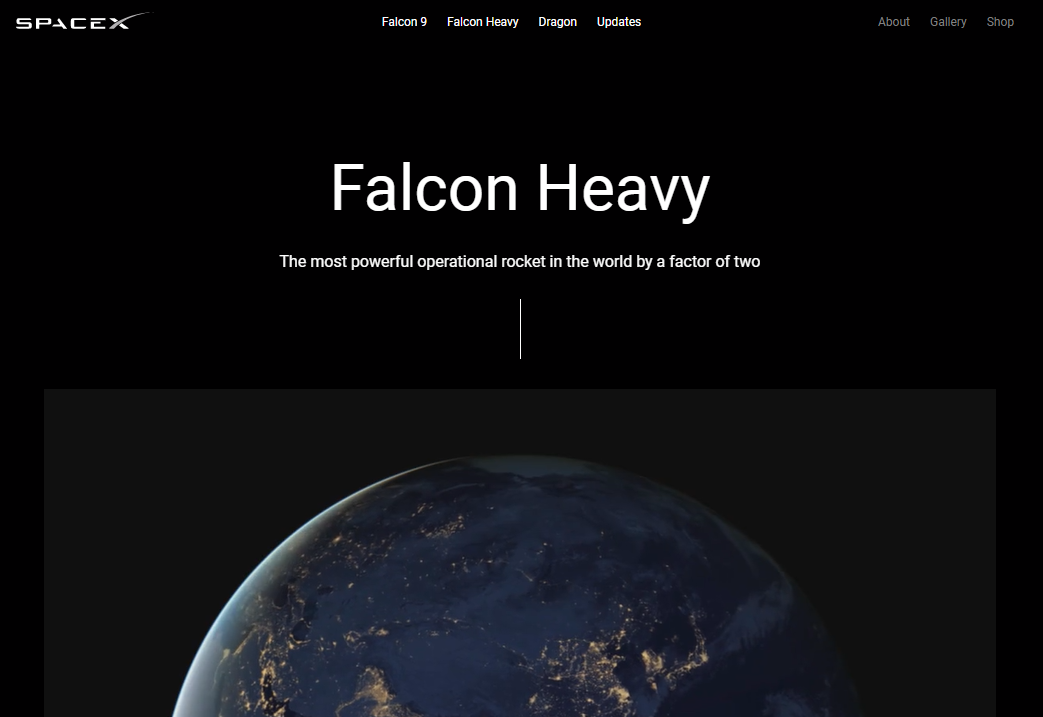 SPACEX
Falcon 9 Falcon Heavy Dragon Updates
About Gallery Shop
Falcon Heavy
The most powerful operational rocket in the world by a factor of two